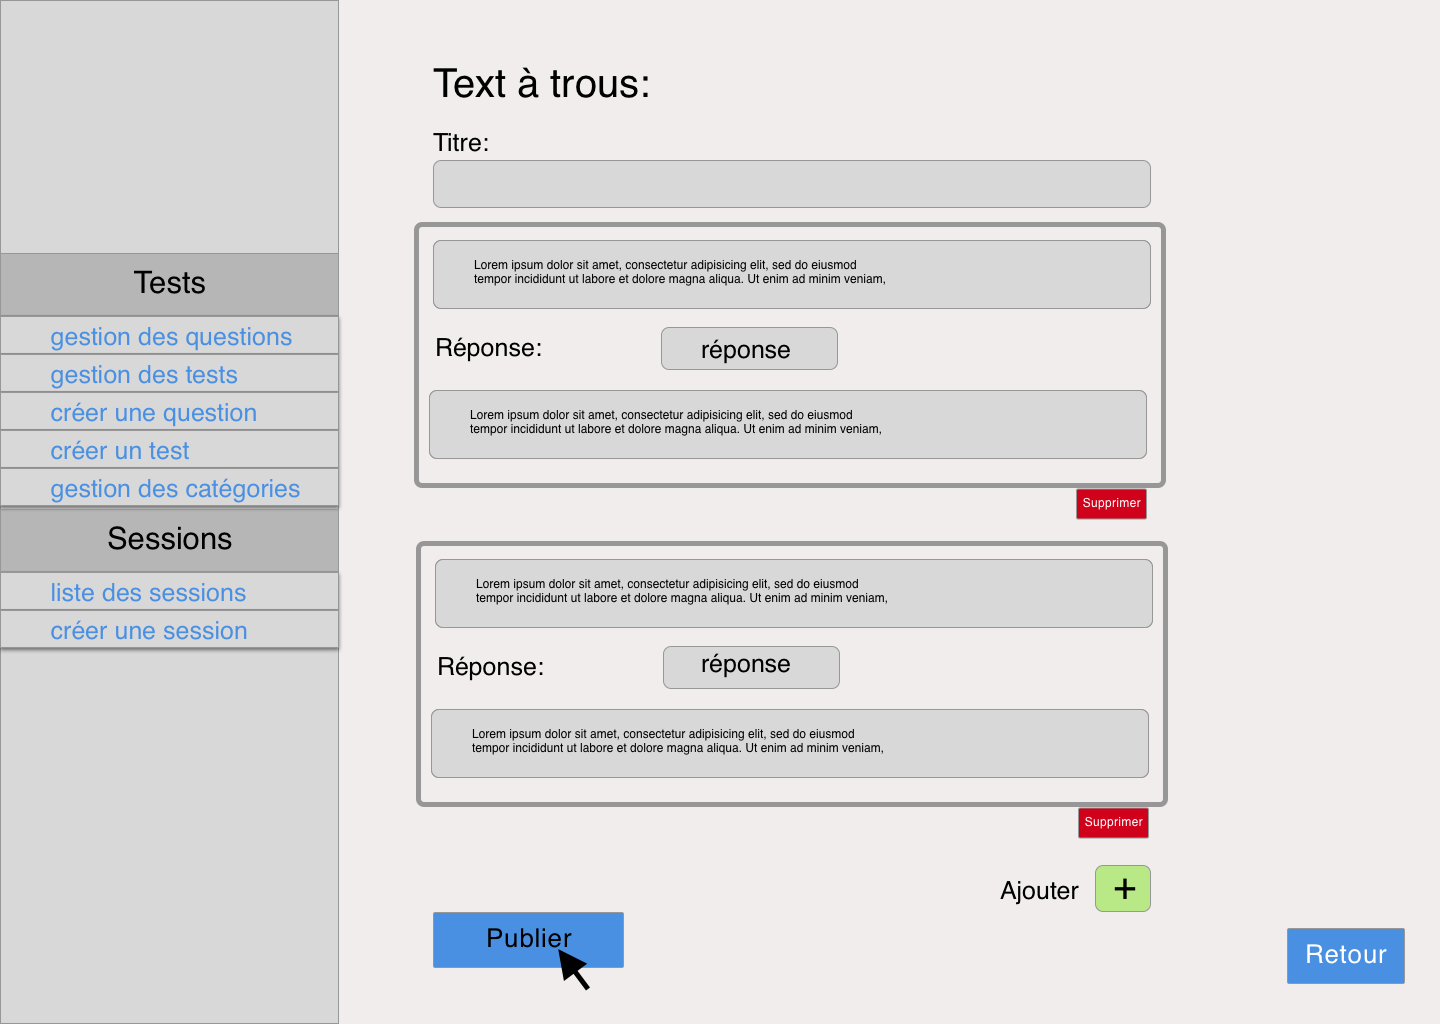 Tests
gestion des questions
gestion des tests
créer une question
créer un test
gestion des catégories
Sessions
liste des sessions
créer une session
Text à trous:
Titre:
Lorem ipsum dolor sit amet, consectetur adipisicing elit, sed do eiusmod
tempor incididunt ut labore et dolore magna aliqua. Ut enim ad minim veniam,
Réponse:
réponse
Lorem ipsum dolor sit amet, consectetur adipisicing elit, sed do eiusmod
tempor incididunt ut labore et dolore magna aliqua. Ut enim ad minim veniam,
Supprimer
Lorem ipsum dolor sit amet, consectetur adipisicing elit, sed do eiusmod
tempor incididunt ut labore et dolore magna aliqua. Ut enim ad minim veniam,
Réponse:
réponse
Lorem ipsum dolor sit amet, consectetur adipisicing elit, sed do eiusmod
tempor incididunt ut labore et dolore magna aliqua. Ut enim ad minim veniam,
Supprimer
Ajouter +
Publier
Retour